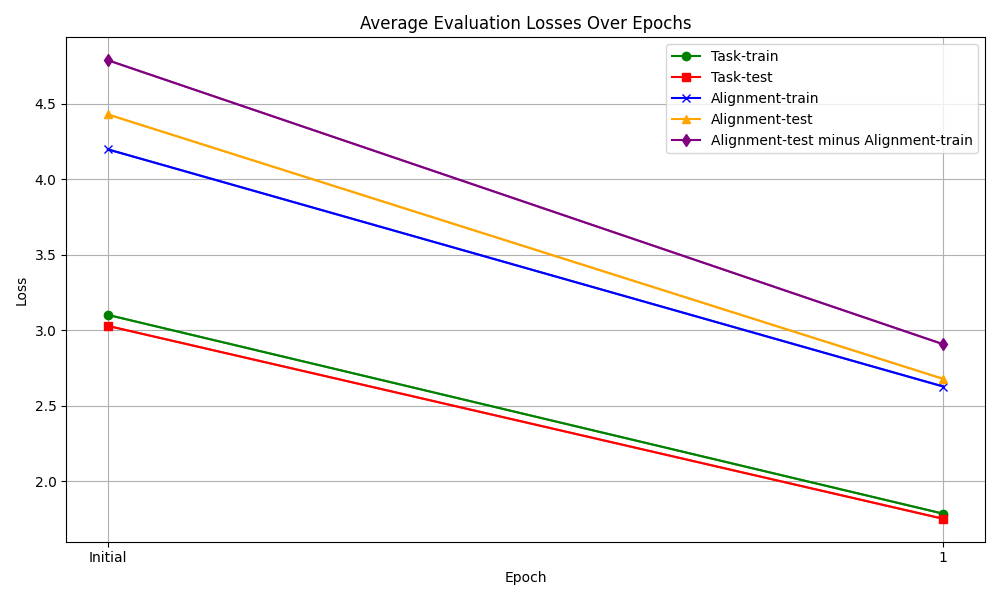 Average Evaluation Losses Over Epochs
Task-train
Task-test
Alignment-train
Alignment-test
Alignment-test minus Alignment-train
4.5
4.0
3.5
3.0
2.5
2.0
Loss
Initial
1
Epoch